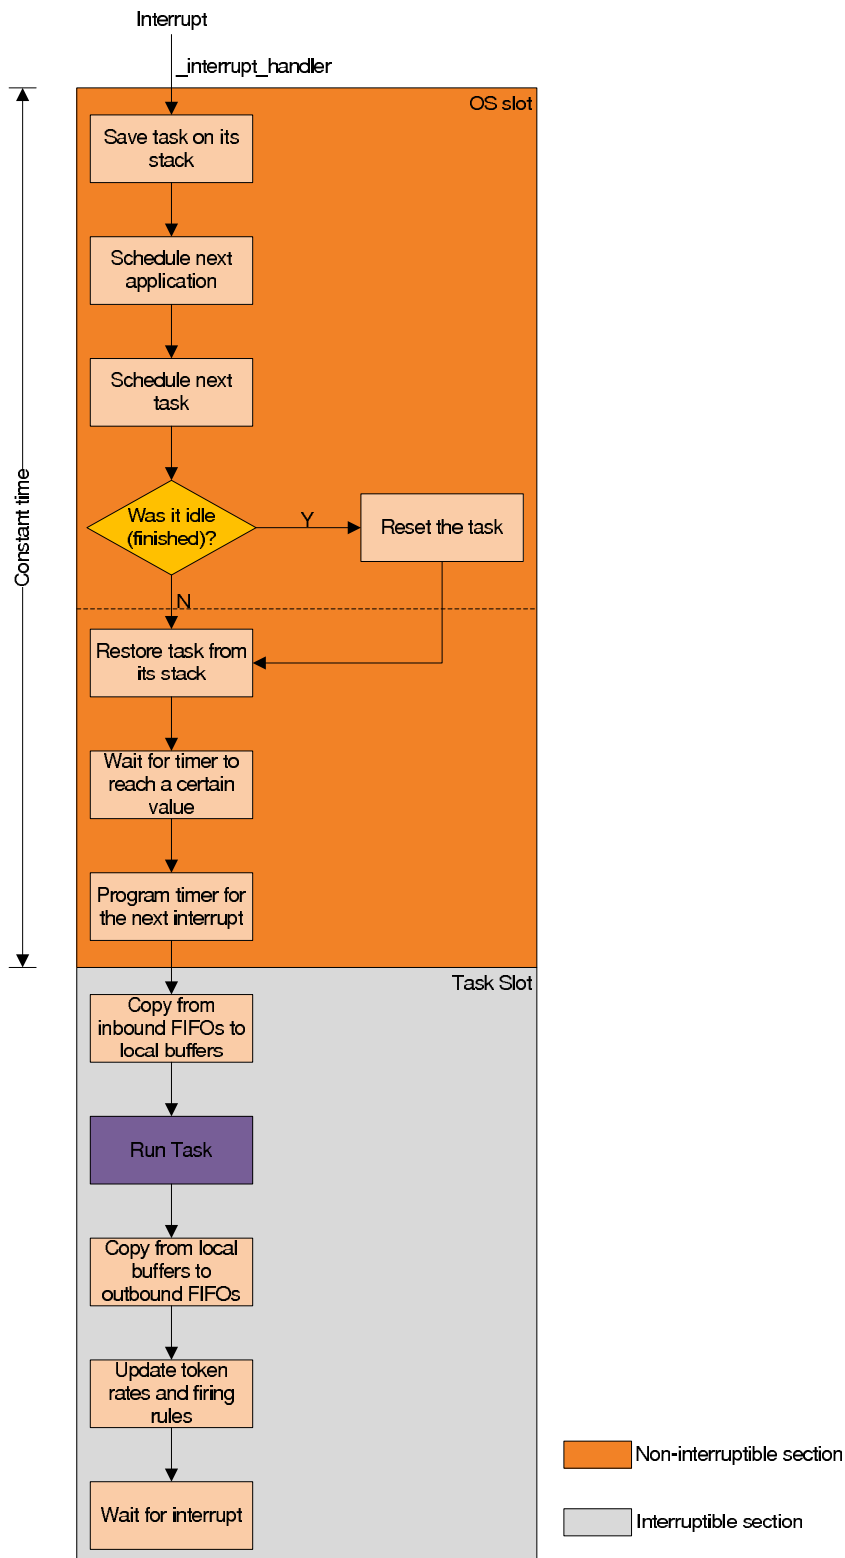 Interrupt
_interrupt_handler
OS slot
Save task on its
stack
Schedule next
application
Schedule next
task
Constant time
Was it idle
(finished)?
Y
Reset the task
N
Restore task from
its stack
Wait for timer to
reach a certain
value
Program timer for
the next interrupt
Task Slot
Copy from
inbound FIFOs to
local buffers
Run Task
Copy from local
buffers to
outbound FIFOs
Update token
rates and firing
rules
Wait for interrupt
Non-interruptible section
Interruptible section